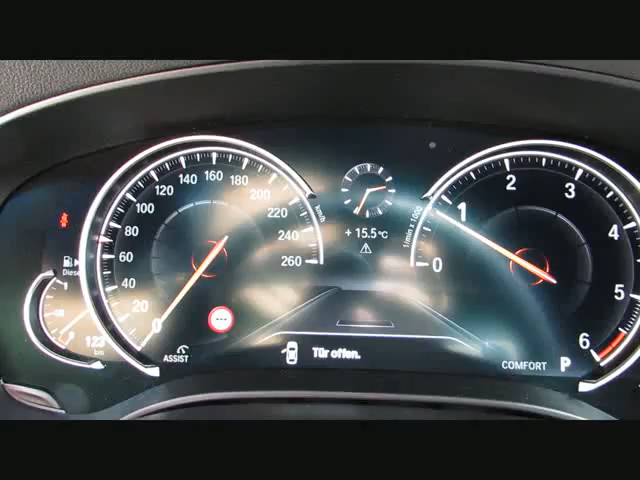 160
140
180
120
200
100
220
km/h
80
240
60
260
40
20
0
+ 15.5 °C
ASSIST
---
Tür offen.
Diesel
123
km
1/min x 1000
0
1
2
3
4
5
6
COMFORT P